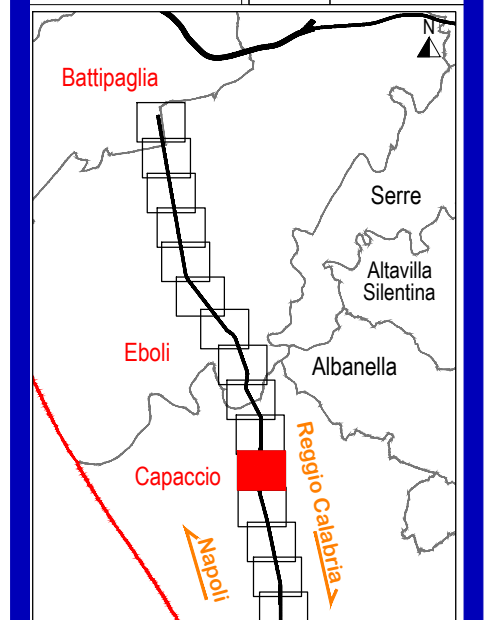 N
Battipaglia
Serre
Altavilla
Silentina
Eboli
Albanella
Capaccio
Reggio Calabria
Napoli